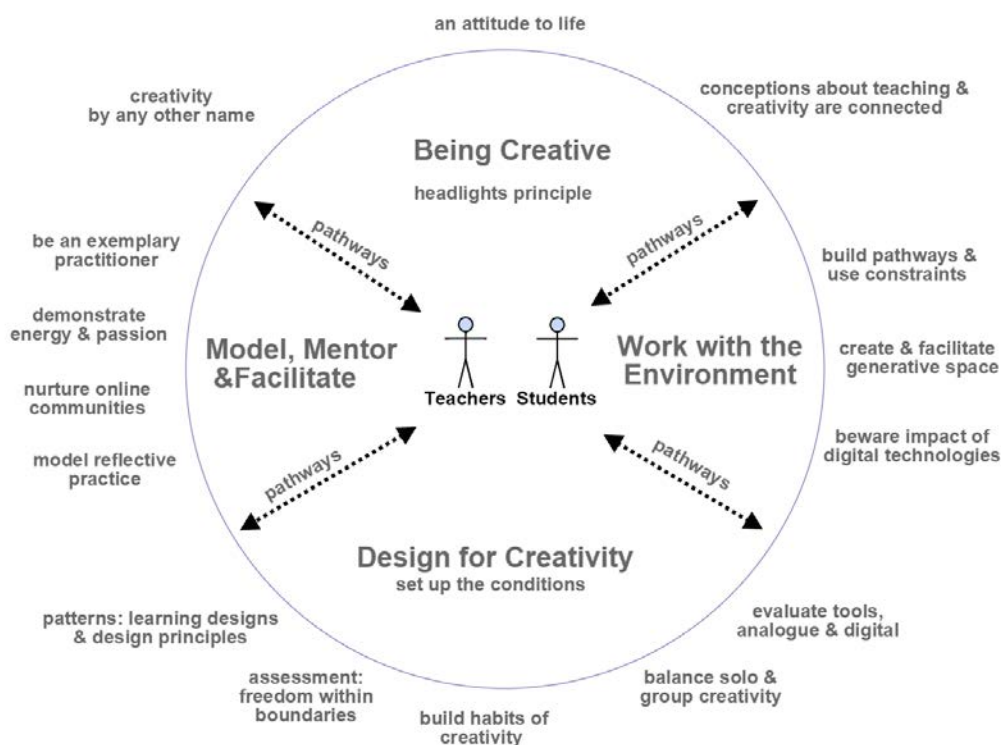 an attitude to life
creativity
by any other name
conceptions about teaching &
creativity are connected
Being Creative
headlights principle
pathways
pathways
be an exemplary
practitioner
build pathways &
use constraints
demonstrate
energy & passion
Model, Mentor
&Facilitate
Teachers
Students
Work with the
Environment
create & facilitate
generative space
nurture online
communities
model reflective
practice
beware impact of
digital technologies
pathways
pathways
Design for Creativity
set up the conditions
patterns: learning designs
& design principles
evaluate tools,
analogue & digital
assessment:
freedom within
boundaries
balance solo &
group creativity
build habits of
creativity